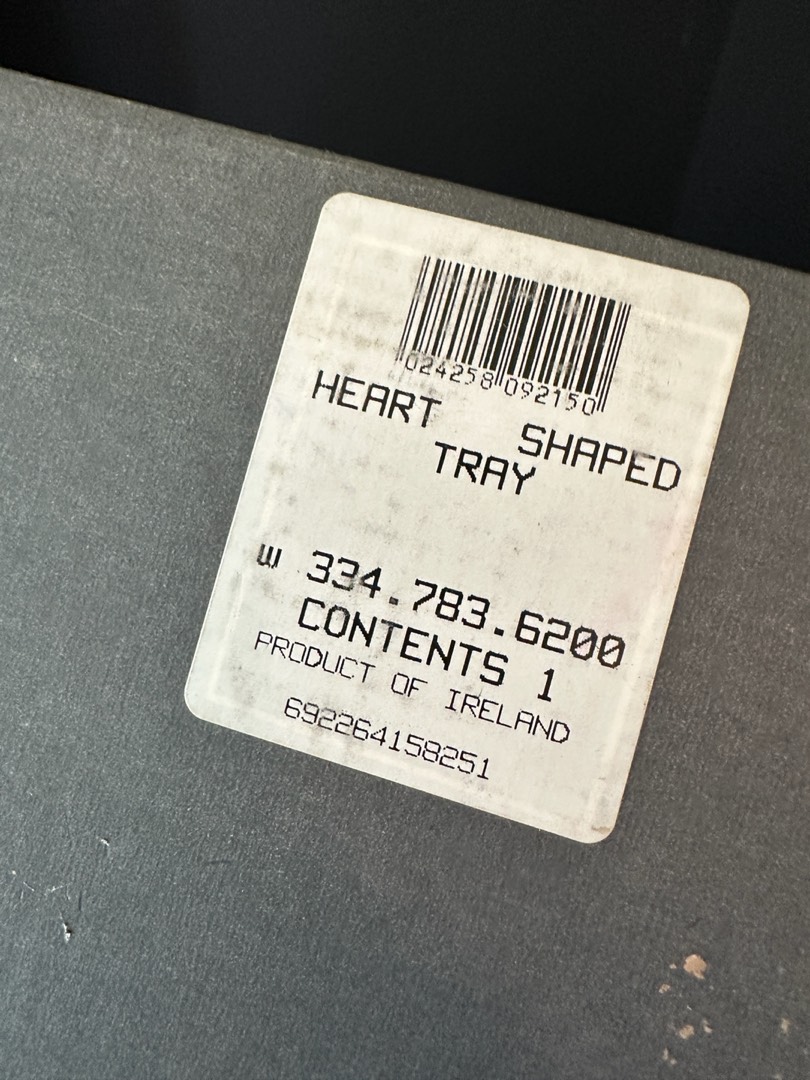 024258 092150
HEART SHAPED
TRAY
W 334.783.6200
CONTENTS 1
PRODUCT OF IRELAND
692264158251